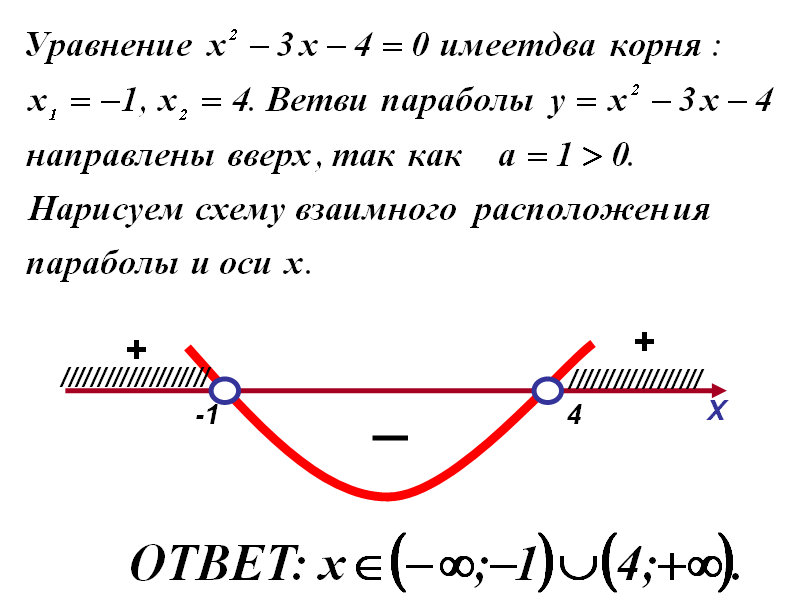 Уравнение x² − 3x − 4 = 0 имеетдва корня :
x₁ = −1, x₂ = 4. Ветви параболы y = x² − 3x − 4
направлены вверх, так как a = 1 > 0.
Нарисуем схему взаимного расположения
параболы и оси x.
+ +
//////////////////// //////////////////
-1 4 X
−
ОТВЕТ: x ∈ (− ∞;−1) ∪ (4;+∞).